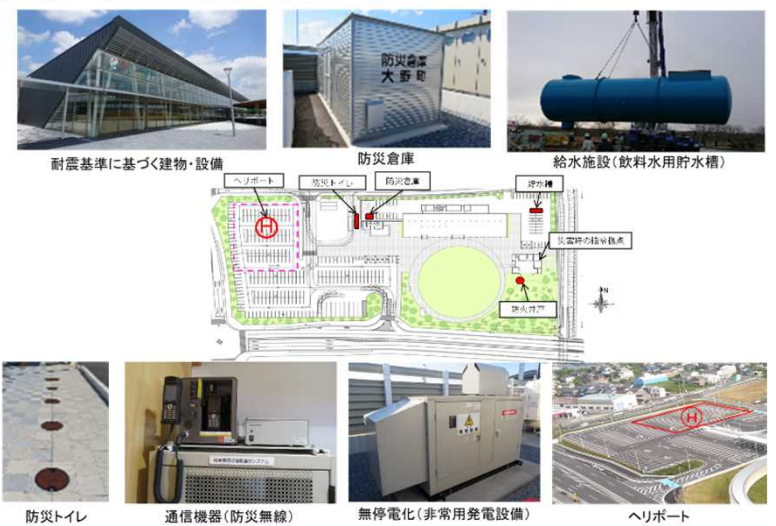 防災倉庫
大野町
耐震基準に基づく建物・設備
防災倉庫
給水施設(飲料水用貯水槽)
ヘリポート
防災トイレ
防災倉庫
貯水槽
H
災害時の指令拠点
防火井戸
N
防災トイレ
通信機器(防災無線)
無停電化(非常用発電設備)
H
ヘリポート